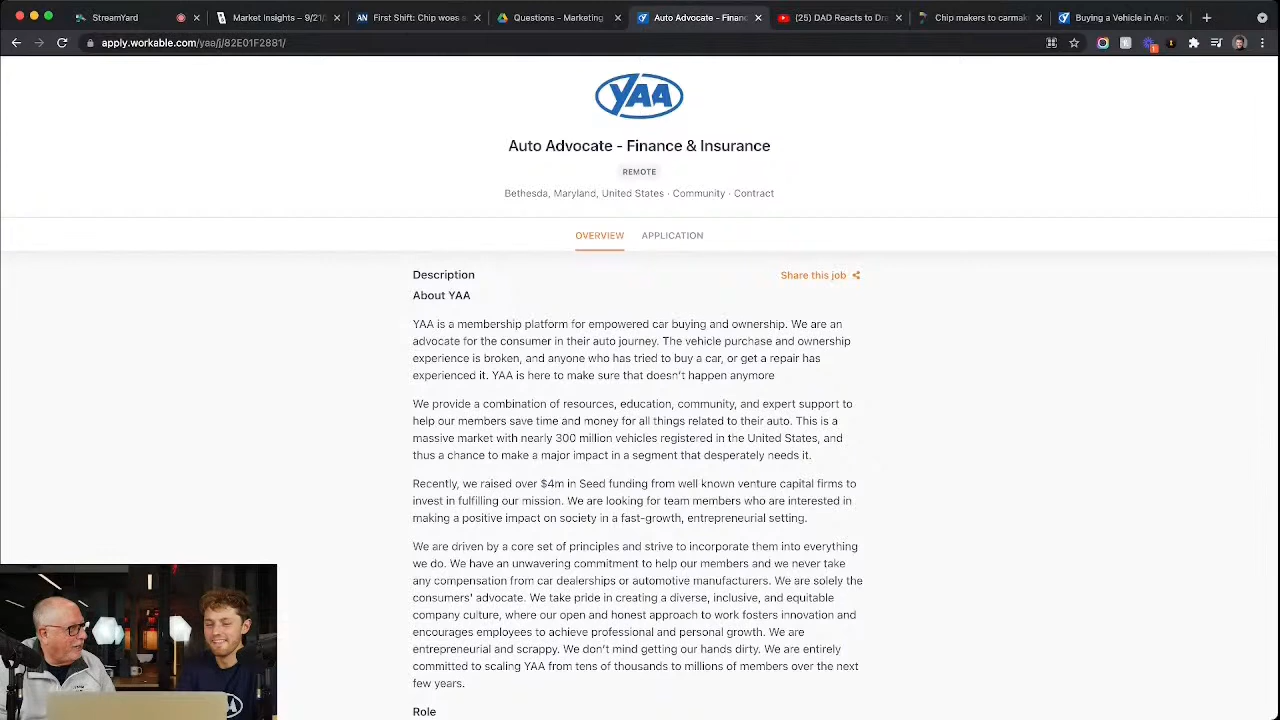 StreamYard
Market Insights – 9/21/2
First Shift: Chip woes s
Questions - Marketing
Auto Advocate - Financ
(25) DAD Reacts to Dra
Chip makers to carmak
Buying a Vehicle in Anc
apply.workable.com/yaa/j/82E01F2881/
YAA
Auto Advocate - Finance & Insurance
REMOTE
Bethesda, Maryland, United States · Community · Contract
OVERVIEW APPLICATION
Description
Share this job
About YAA
YAA is a membership platform for empowered car buying and ownership. We are an
advocate for the consumer in their auto journey. The vehicle purchase and ownership
experience is broken, and anyone who has tried to buy a car, or get a repair has
experienced it. YAA is here to make sure that doesn't happen anymore
We provide a combination of resources, education, community, and expert support to
help our members save time and money for all things related to their auto. This is a
massive market with nearly 300 million vehicles registered in the United States, and
thus a chance to make a major impact in a segment that desperately needs it.
Recently, we raised over $4m in Seed funding from well known venture capital firms to
invest in fulfilling our mission. We are looking for team members who are interested in
making a positive impact on society in a fast-growth, entrepreneurial setting.
We are driven by a core set of principles and strive to incorporate them into everything
we do. We have an unwavering commitment to help our members and we never take
any compensation from car dealerships or automotive manufacturers. We are solely the
consumers' advocate. We take pride in creating a diverse, inclusive, and equitable
company culture, where our open and honest approach to work fosters innovation and
encourages employees to achieve professional and personal growth. We are
entrepreneurial and scrappy. We don't mind getting our hands dirty. We are entirely
committed to scaling YAA from tens of thousands to millions of members over the next
few years.
Role